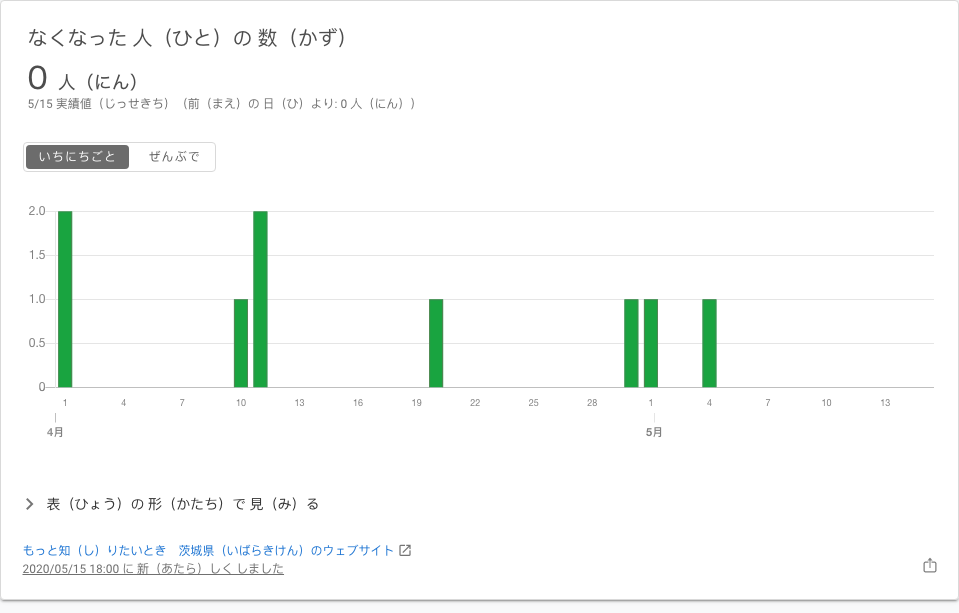 なくなった 人（ひと）の 数（かず）
0 人（にん）
5/15 実績値（じっせきち）（前（まえ）の 日（ひ）より: 0 人（にん））
いちにちごと ぜんぶで
2.0
1.5
1.0
0.5
0
1 4 7 10 13 16 19 22 25 28 1 4 7 10 13
4月 5月
表（ひょう）の 形（かたち）で 見（み）る
もっと知（し）りたいとき　茨城県（いばらきけん）のウェブサイト
2020/05/15 18:00 に 新（あたら）しく しました